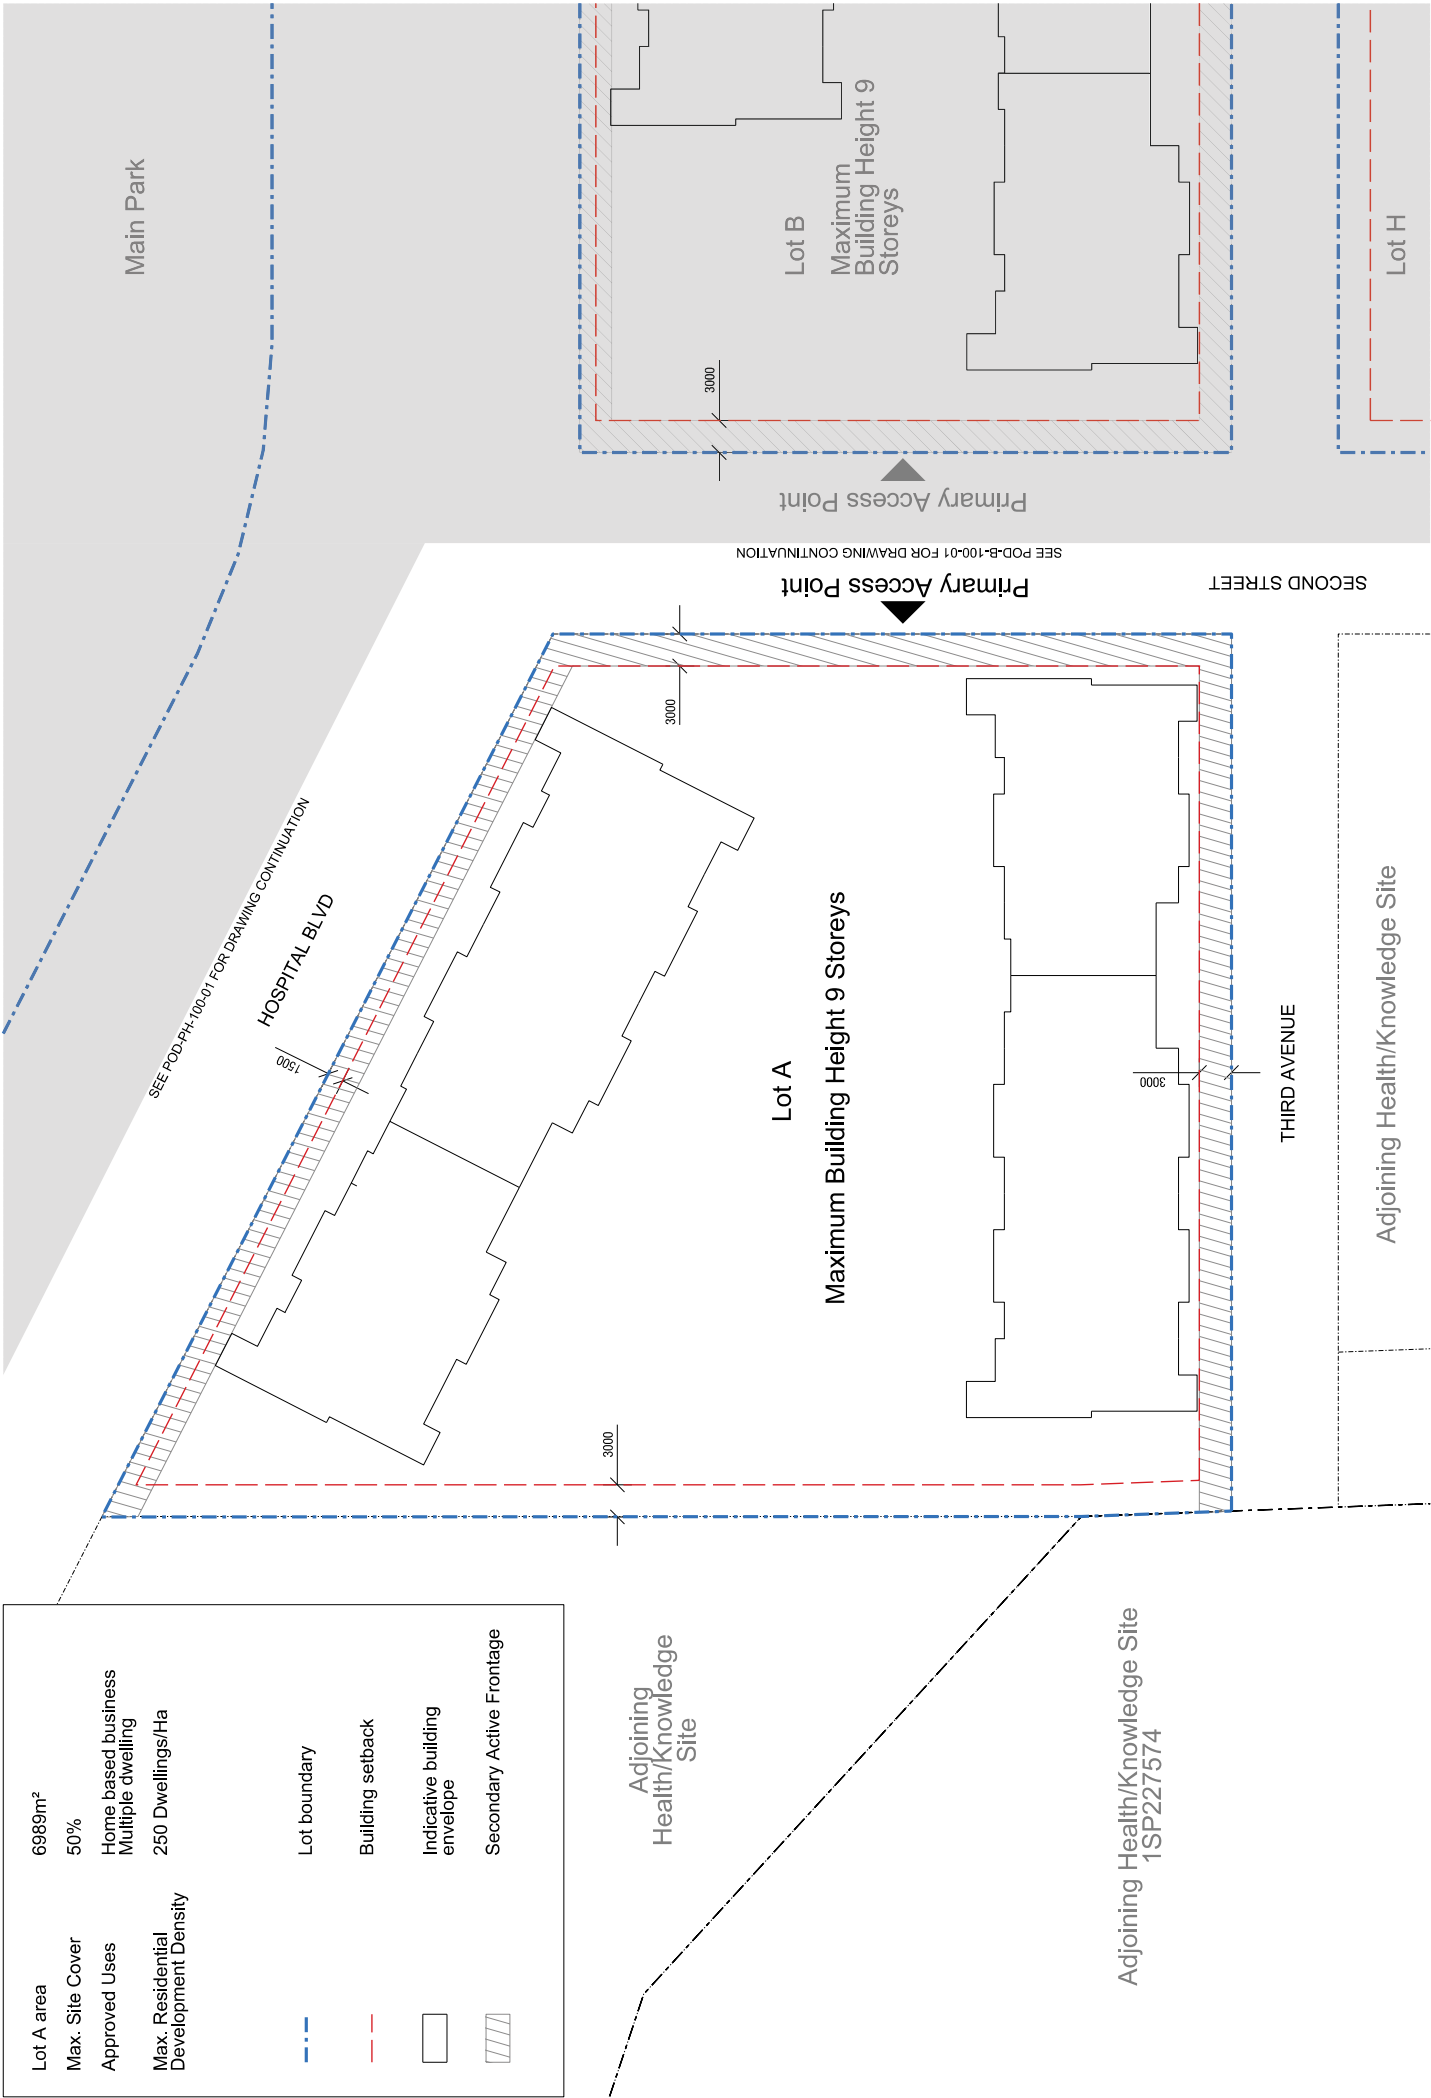 Lot A area 6989m²
Max. Site Cover 50%
Approved Uses Home based business
Multiple dwelling
Max. Residential 250 Dwellings/Ha
Development Density
Lot boundary
Building setback
Indicative building
envelope
Secondary Active Frontage
Main Park
SEE POD-PH-100-01 FOR DRAWING CONTINUATION
HOSPITAL BLVD
1500
3000
3000
3000
3000
Lot A
Maximum Building Height 9 Storeys
Lot B
Maximum
Building Height 9
Storeys
Primary Access Point
SEE POD-B-100-01 FOR DRAWING CONTINUATION
Primary Access Point
SECOND STREET
THIRD AVENUE
Lot H
Adjoining Health/Knowledge Site
Adjoining
Health/Knowledge
Site
Adjoining Health/Knowledge Site
1SP227574